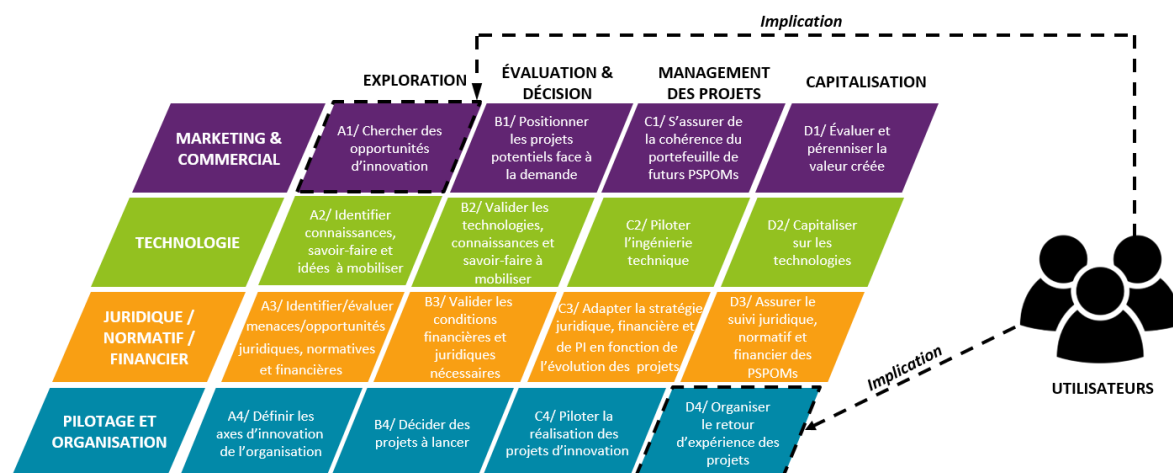 Implication
EXPLORATION
ÉVALUATION &
DÉCISION
MANAGEMENT
DES PROJETS
CAPITALISATION
MARKETING &
COMMERCIAL
A1/ Chercher des
opportunités
d'innovation
B1/ Positionner
les projets
potentiels face à
la demande
C1/ S'assurer de
la cohérence du
portefeuille de
futurs PSPOMs
D1/ Évaluer et
pérenniser la
valeur créée
TECHNOLOGIE
A2/ Identifier
connaissances,
savoir-faire et
idées à mobiliser
B2/ Valider les
technologies,
connaissances et
savoir-faire à
mobiliser
C2/ Piloter
l'ingénierie
technique
D2/ Capitaliser
sur les
technologies
JURIDIQUE /
NORMATIF /
FINANCIER
A3/ Identifier/évaluer
menaces/opportunités
juridiques, normatives
et financières
B3/ Valider les
conditions
financières et
juridiques
nécessaires
C3/ Adapter la stratégie
juridique, financière et
de PI en fonction de
l'évolution des projets
D3/ Assurer le
suivi juridique,
normatif et
financier des
PSPOMs
Implication
UTILISATEURS
PILOTAGE ET
ORGANISATION
A4/ Définir les
axes d'innovation
de l'organisation
B4/ Décider des
projets à lancer
C4/ Piloter la
réalisation des
projets d'innovation
D4/ Organiser
le retour
d'expérience des
projets